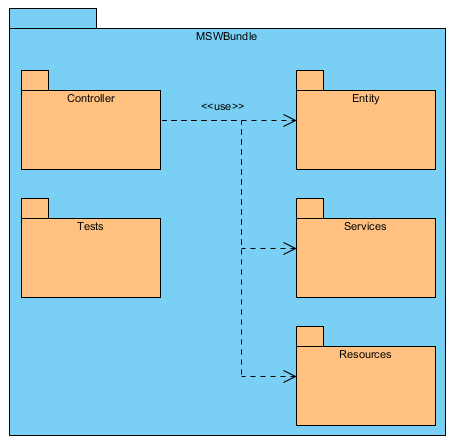 MSWBundle
Controller
<<use>>
Entity
Tests
Services
Resources